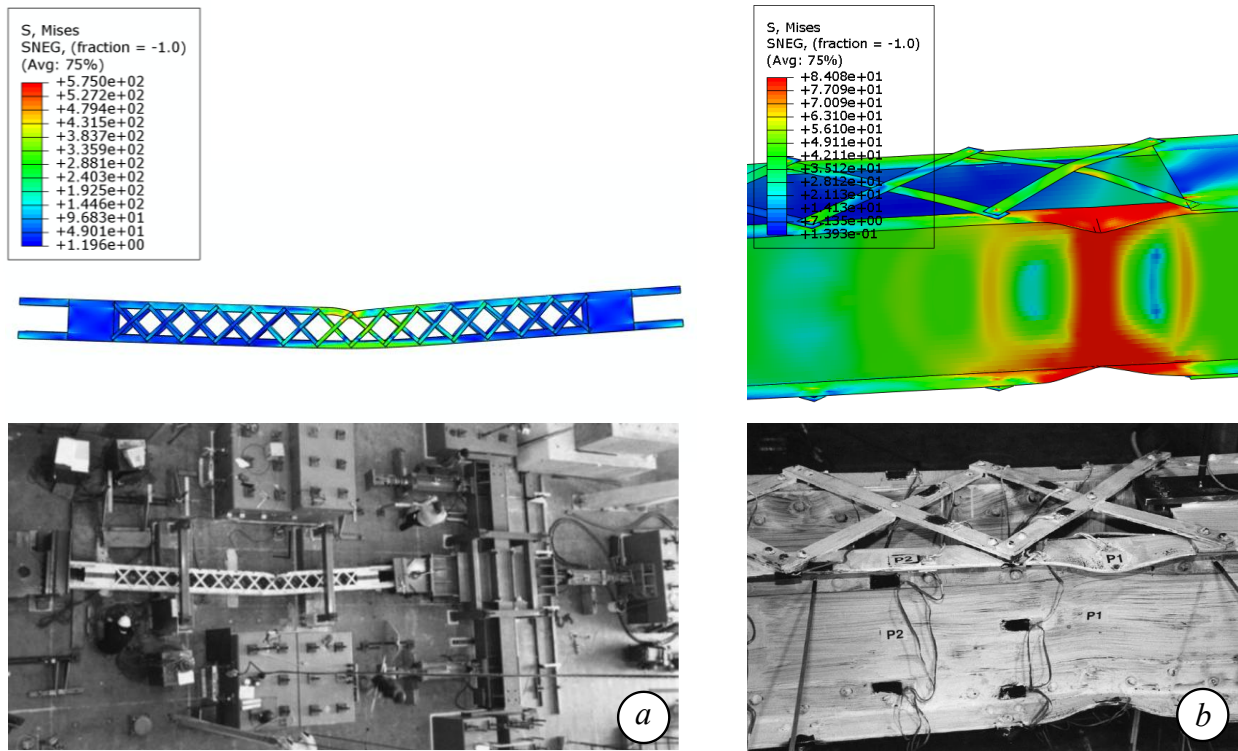 S, Mises
SNEG, (fraction = -1.0)
(Avg: 75%)
+5.750e+02
+5.272e+02
+4.794e+02
+4.315e+02
+3.837e+02
+3.359e+02
+2.881e+02
+2.403e+02
+1.925e+02
+1.446e+02
+9.683e+01
+4.901e+01
+1.196e+00
S, Mises
SNEG, (fraction = -1.0)
(Avg: 75%)
+8.408e+01
+7.709e+01
+7.009e+01
+6.310e+01
+5.610e+01
+4.911e+01
+4.211e+01
+3.512e+01
+2.812e+01
+2.113e+01
+1.413e+01
+7.135e+00
+1.393e-01
a
P2
P1
P2
P1
b